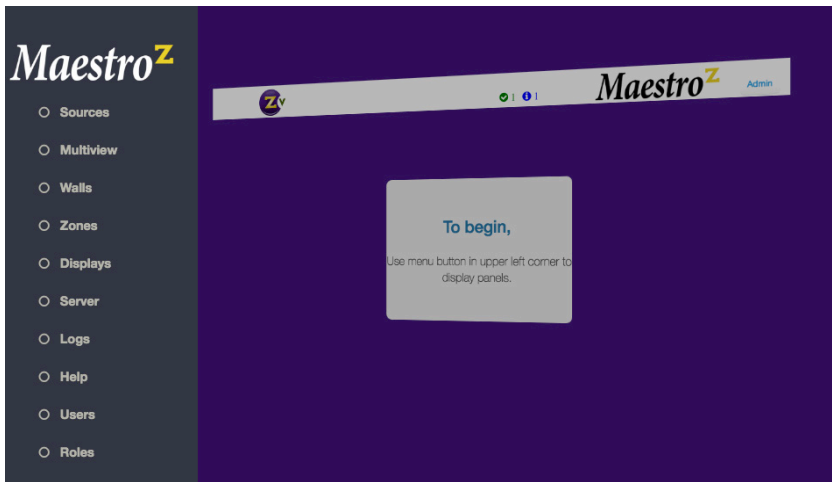 Maestro Z
Sources
Multiview
Walls
Zones
Displays
Server
Logs
Help
Users
Roles
Zv
Maestro Z
Admin
To begin,
Use menu button in upper left corner to
display panels.